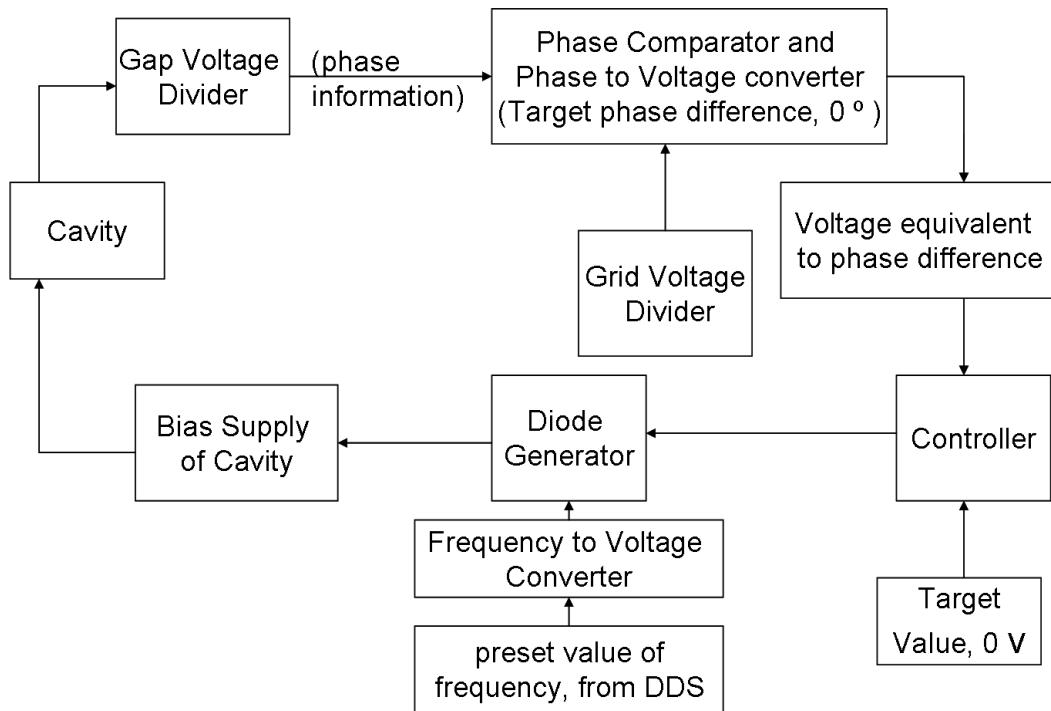 Gap Voltage
Divider
(phase
information)
Phase Comparator and
Phase to Voltage converter
(Target phase difference, 0 º )
Cavity
Voltage equivalent
to phase difference
Grid Voltage
Divider
Bias Supply
of Cavity
Diode
Generator
Controller
Frequency to Voltage
Converter
Target
Value, 0 V
preset value of
frequency, from DDS